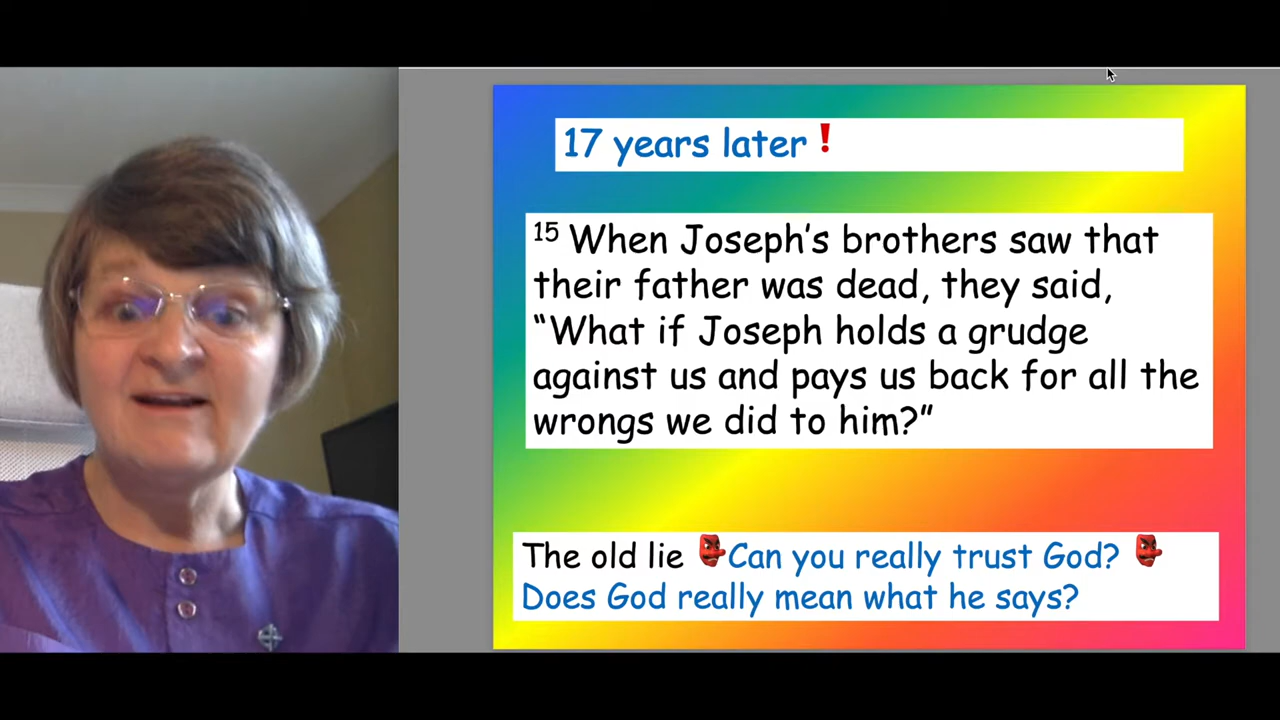 17 years later❗
15 When Joseph’s brothers saw that
their father was dead, they said,
“What if Joseph holds a grudge
against us and pays us back for all the
wrongs we did to him?”
The old lie 👺Can you really trust God? 👺
Does God really mean what he says?